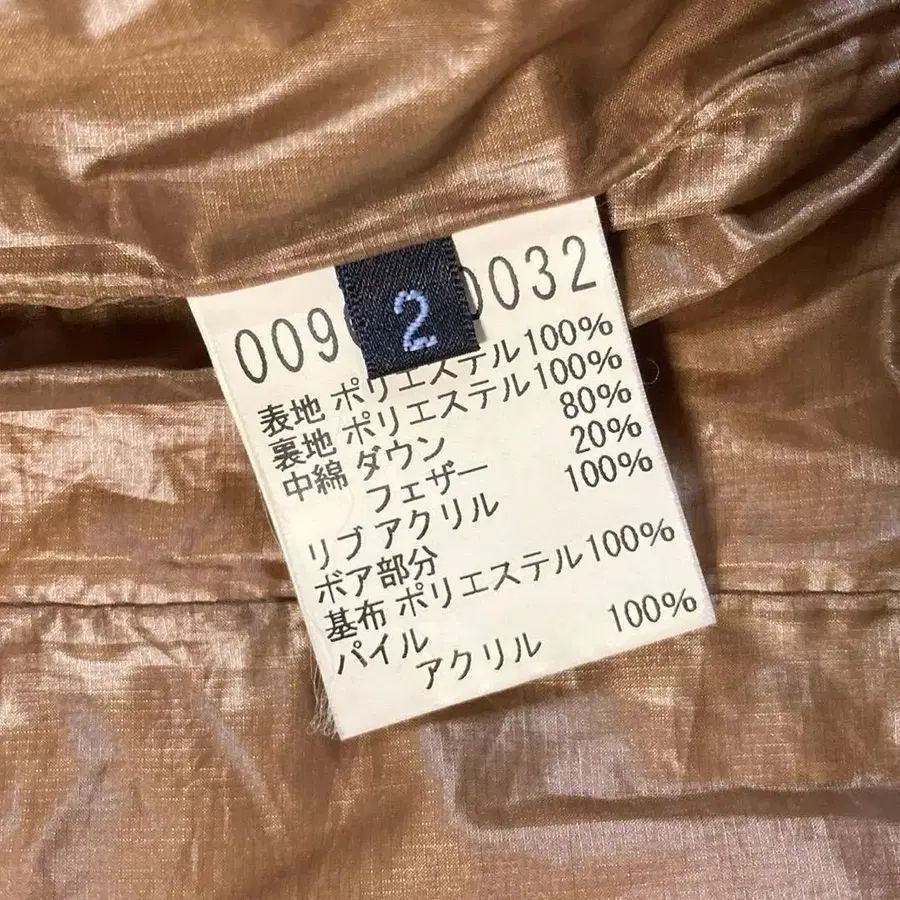 009 0032
2
表地 ポリエステル100%
裏地 ポリエステル100%
中綿 ダウン 80%
フェザー 20%
リブ アクリル 100%
ボア部分
基布 ポリエステル100%
パイル
アクリル 100%